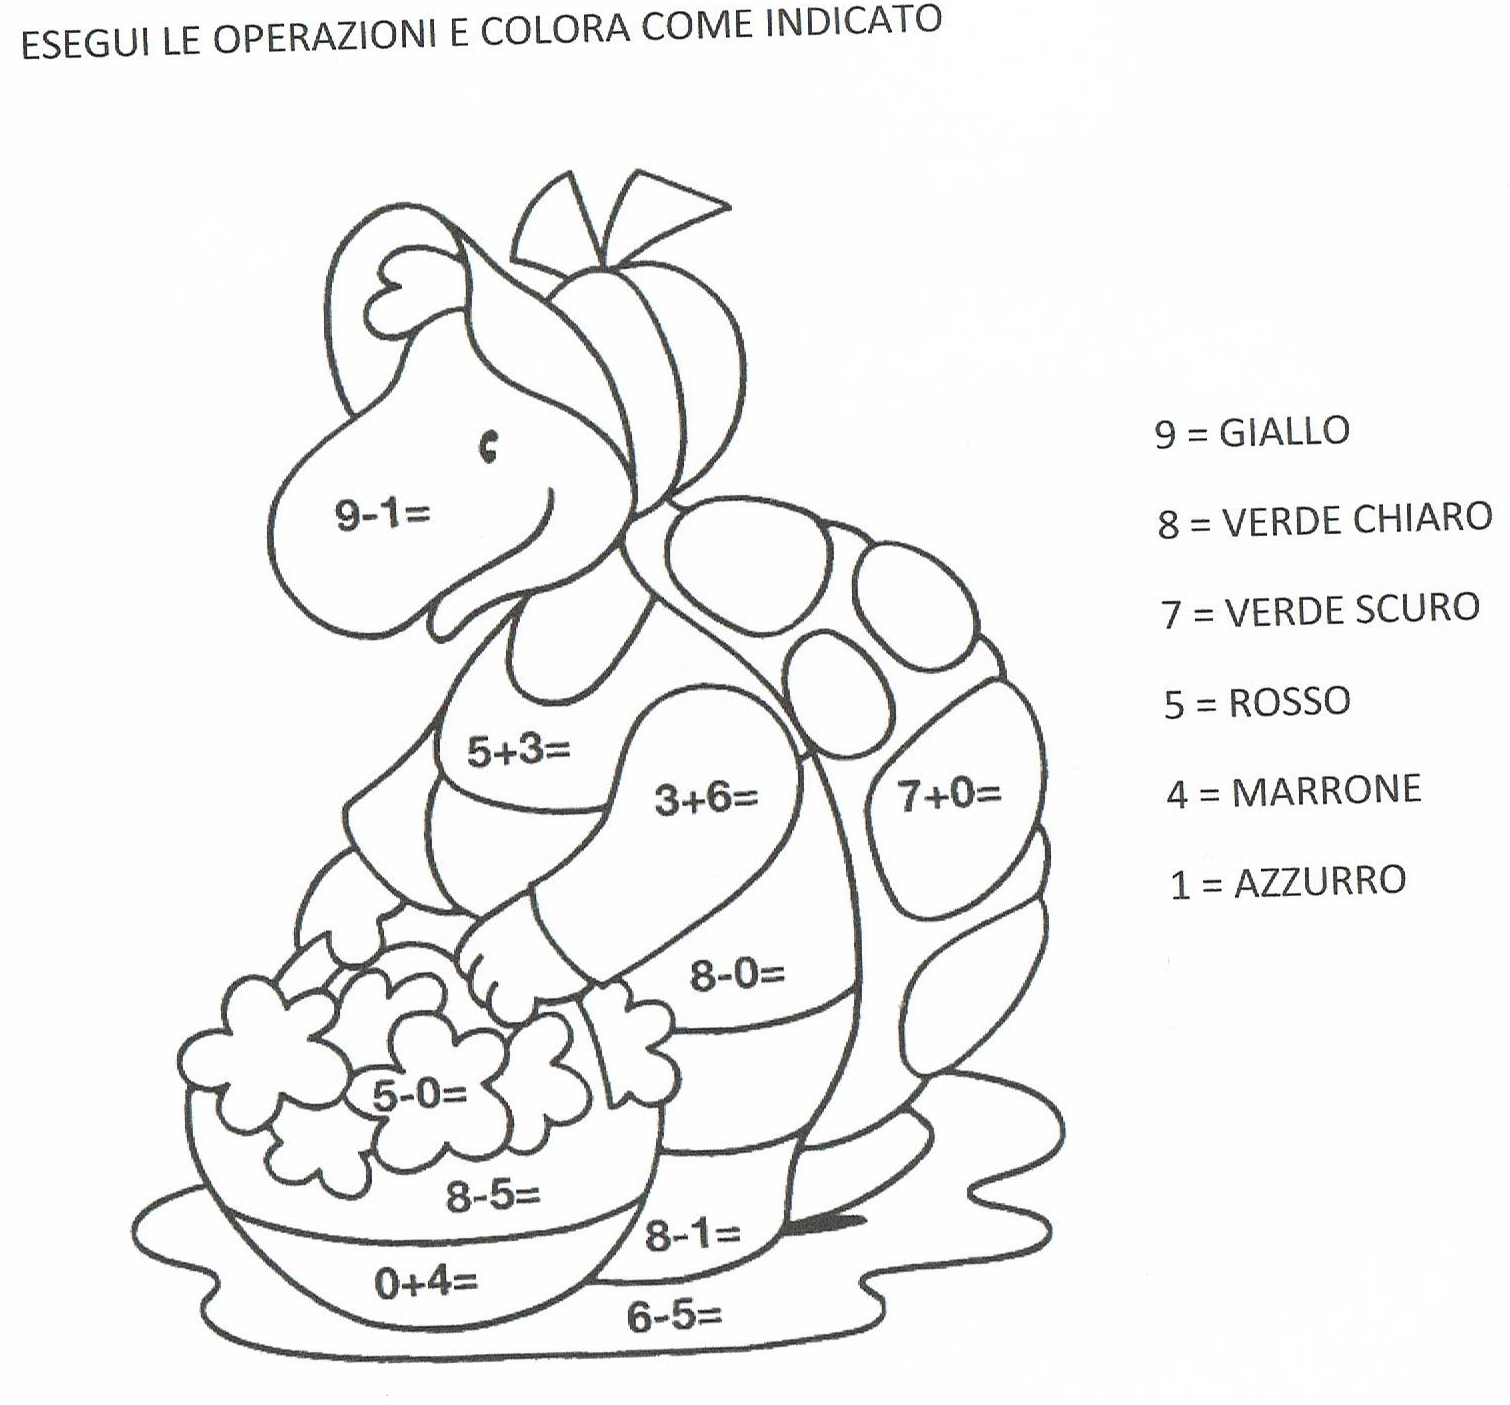 ESEGUI LE OPERAZIONI E COLORA COME INDICATO
9 = GIALLO
9-1=
8 = VERDE CHIARO
7 = VERDE SCURO
5 = ROSSO
5+3=
3+6=
7+0=
4 = MARRONE
1 = AZZURRO
8-0=
5-0=
8-5=
8-1=
0+4=
6-5=